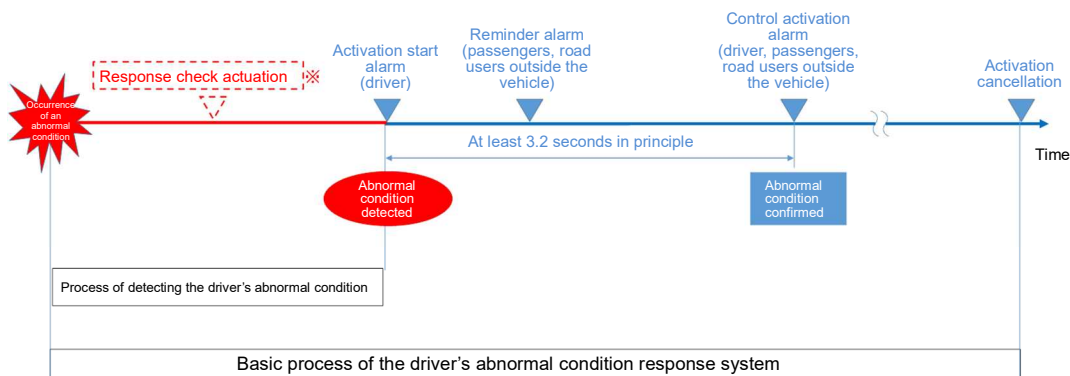 Occurrence
of an
abnormal
condition
Response check actuation ※
Activation start
alarm
(driver)
Reminder alarm
(passengers, road
users outside the
vehicle)
Control activation
alarm
(driver, passengers,
road users outside
the vehicle)
Activation
cancellation
At least 3.2 seconds in principle
Time
Abnormal
condition
detected
Abnormal
condition
confirmed
Process of detecting the driver’s abnormal condition
Basic process of the driver’s abnormal condition response system